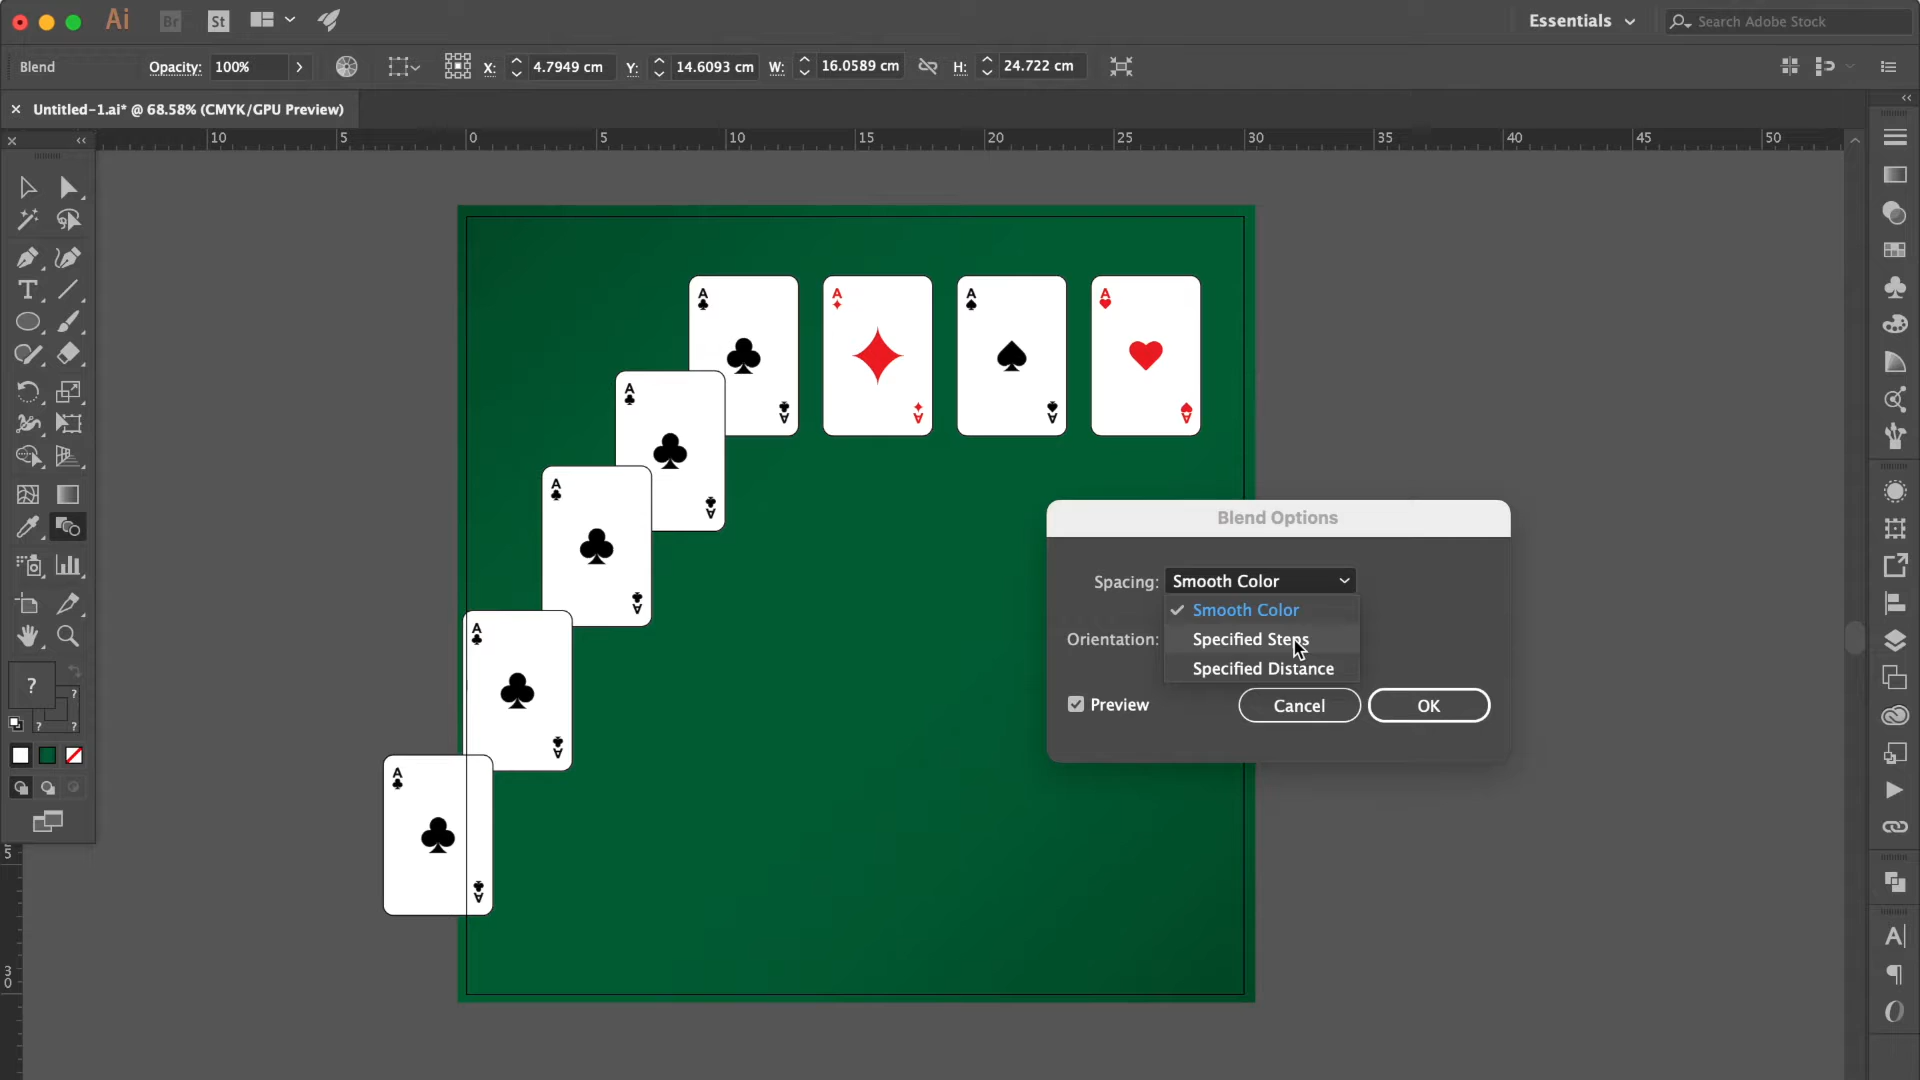 Ai Br St Essentials Search Adobe Stock
Blend Opacity: 100% X: 4.7949 cm Y: 14.6093 cm W: 16.0589 cm H: 24.722 cm
Untitled-1.ai* @ 68.58% (CMYK/GPU Preview)
10 5 0 5 10 15 20 25 30 35 40 45 50
A A A A
A A A A
A
A
A
A
A
A
A
A
Blend Options
Spacing: Smooth Color
Smooth Color
Orientation: Specified Steps
Specified Distance
Preview Cancel OK
?
?
? ?
5
3
0